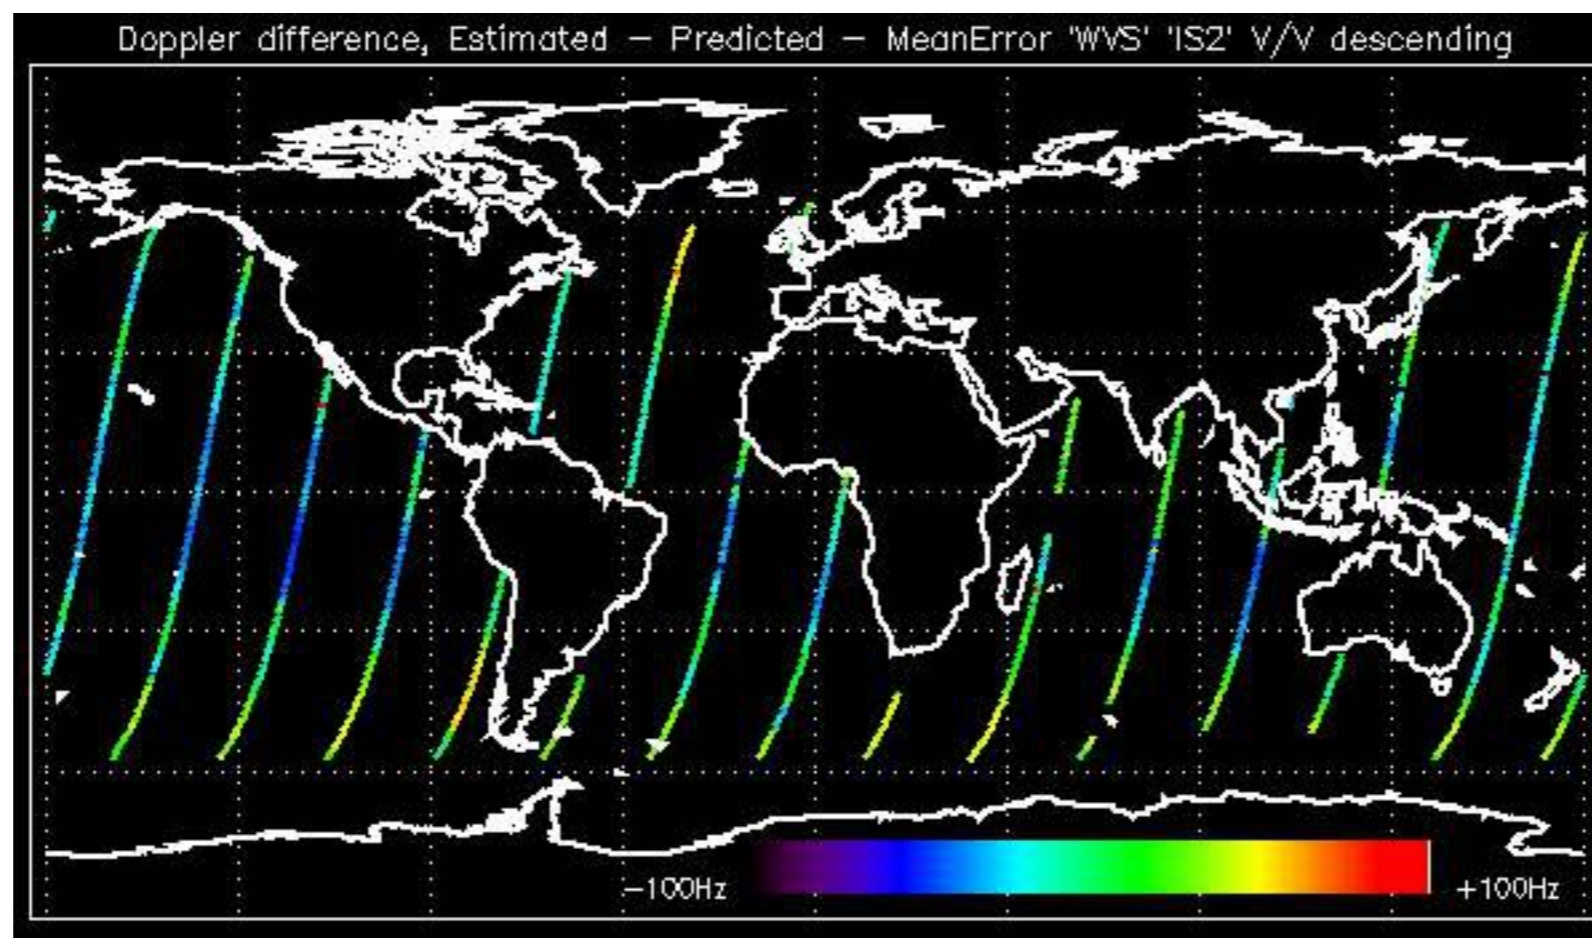 Doppler difference, Estimated – Predicted – MeanError 'WVS' 'IS2' V/V descending
–100Hz
+100Hz